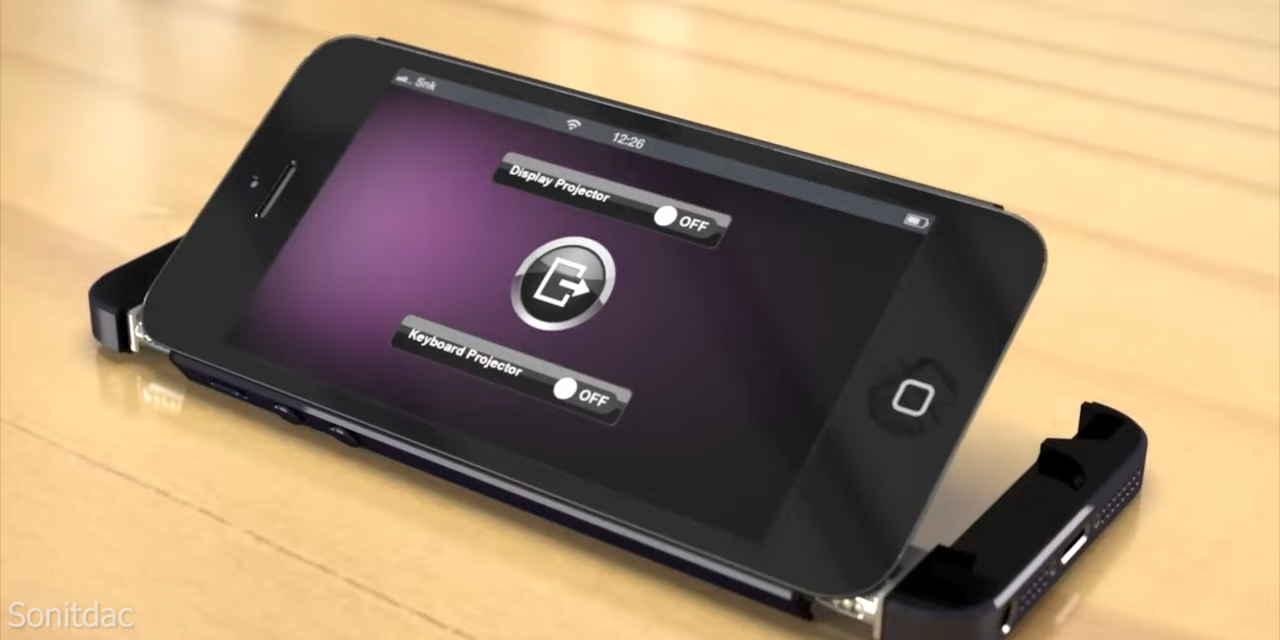 Snk
12:26
Display Projector
OFF
Keyboard Projector
OFF
Sonitdac